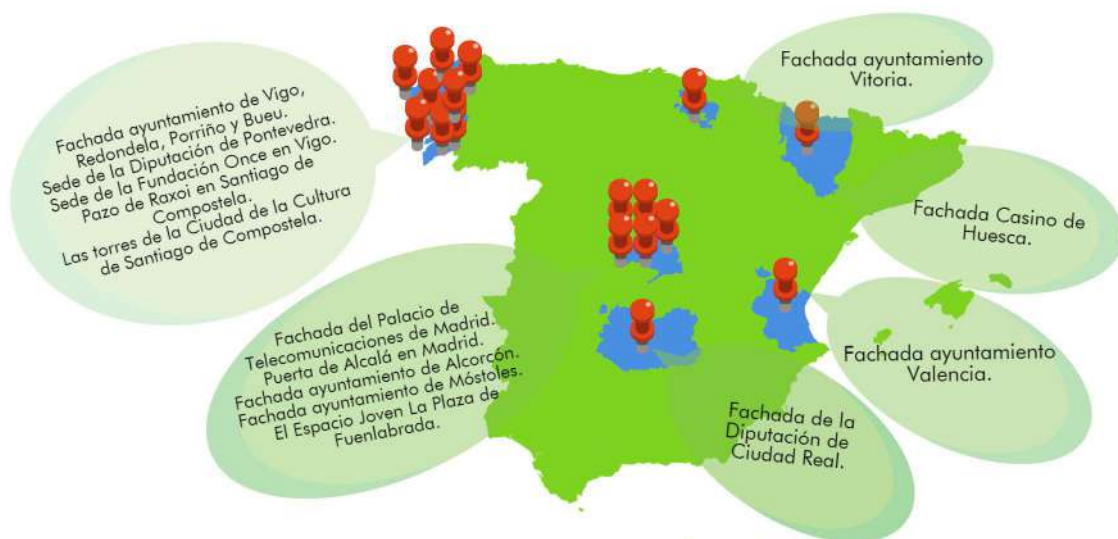 Fachada ayuntamiento de Vigo,
Redondela, Porriño y Bueu.
Sede de la Diputación de Pontevedra.
Sede de la Fundación Once en Vigo.
Pazo de Raxoi en Santiago de
Compostela.
Las torres de la Ciudad de la Cultura
de Santiago de Compostela.
Fachada ayuntamiento
Vitoria.
Fachada Casino de
Huesca.
Fachada ayuntamiento
Valencia.
Fachada de la
Diputación de
Ciudad Real.
Fachada del Palacio de
Telecomunicaciones de Madrid.
Puerta de Alcalá en Madrid.
Fachada ayuntamiento de Alcorcón.
Fachada ayuntamiento de Móstoles.
El Espacio Joven La Plaza de
Fuenlabrada.